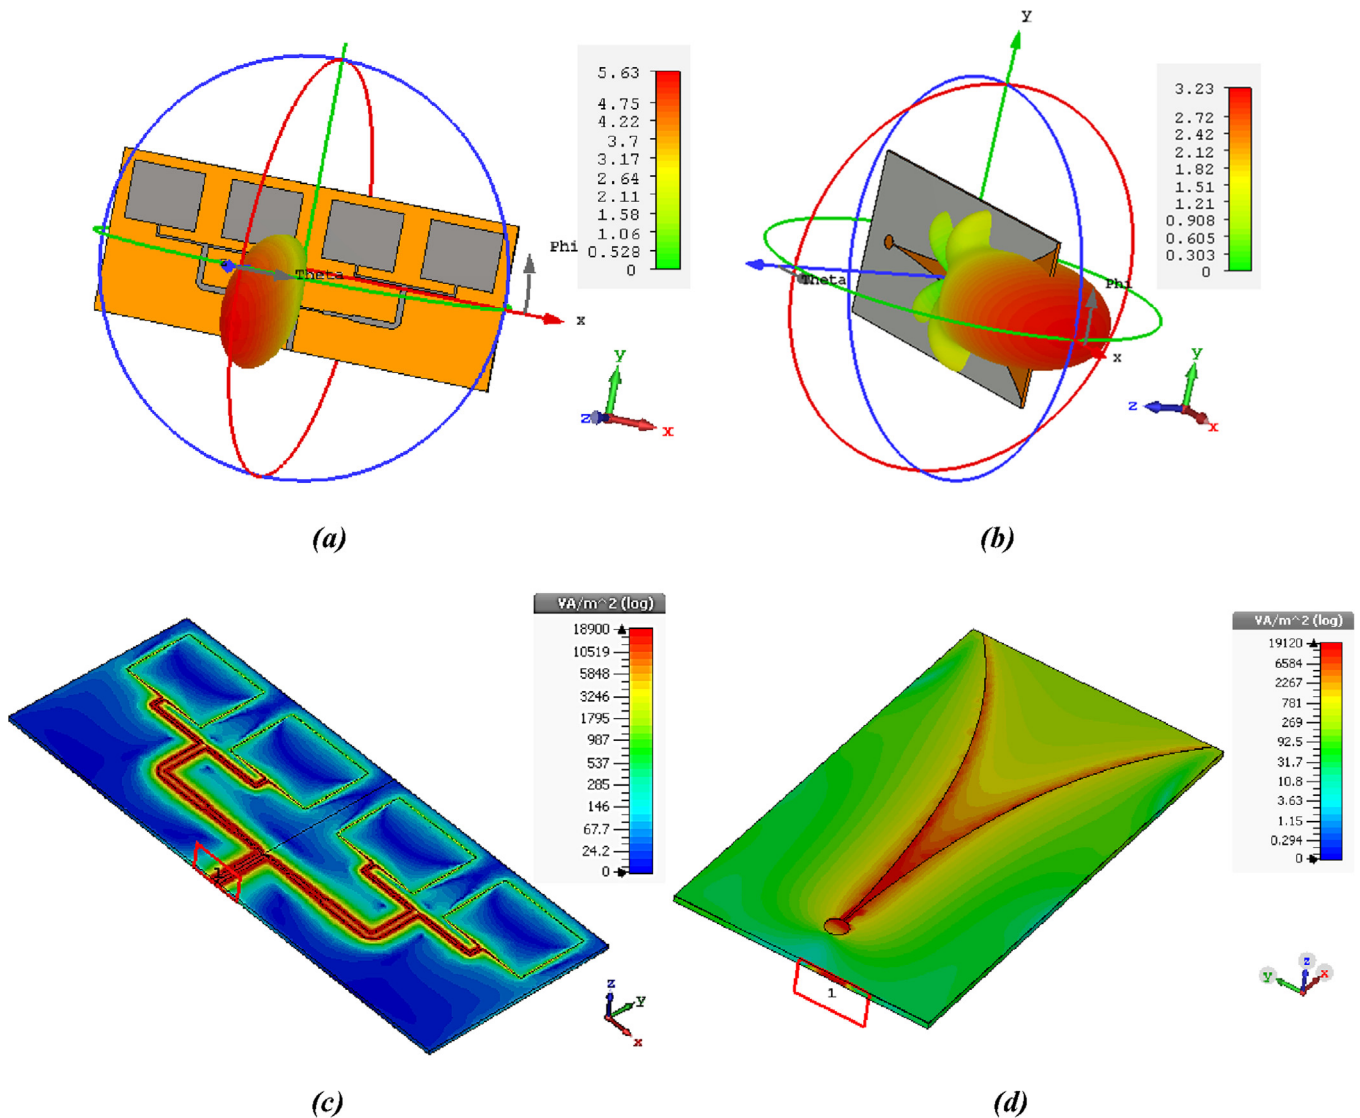 y
5.63
4.75
4.22
3.7
3.17
2.64
2.11
1.58
1.06
0.528
0
Phi
Theta
x
y
z
x
3.23
2.72
2.42
2.12
1.82
1.51
1.21
0.908
0.605
0.303
0
Theta
Phi
x
y
z
x
(a)
(b)
VA/m^2 (log)
18900
10519
5848
3246
1795
987
537
285
146
67.7
24.2
0
z
y
x
VA/m^2 (log)
19120
6584
2267
781
269
92.5
31.7
10.8
3.63
1.15
0.294
0
1
y
z
x
(c)
(d)